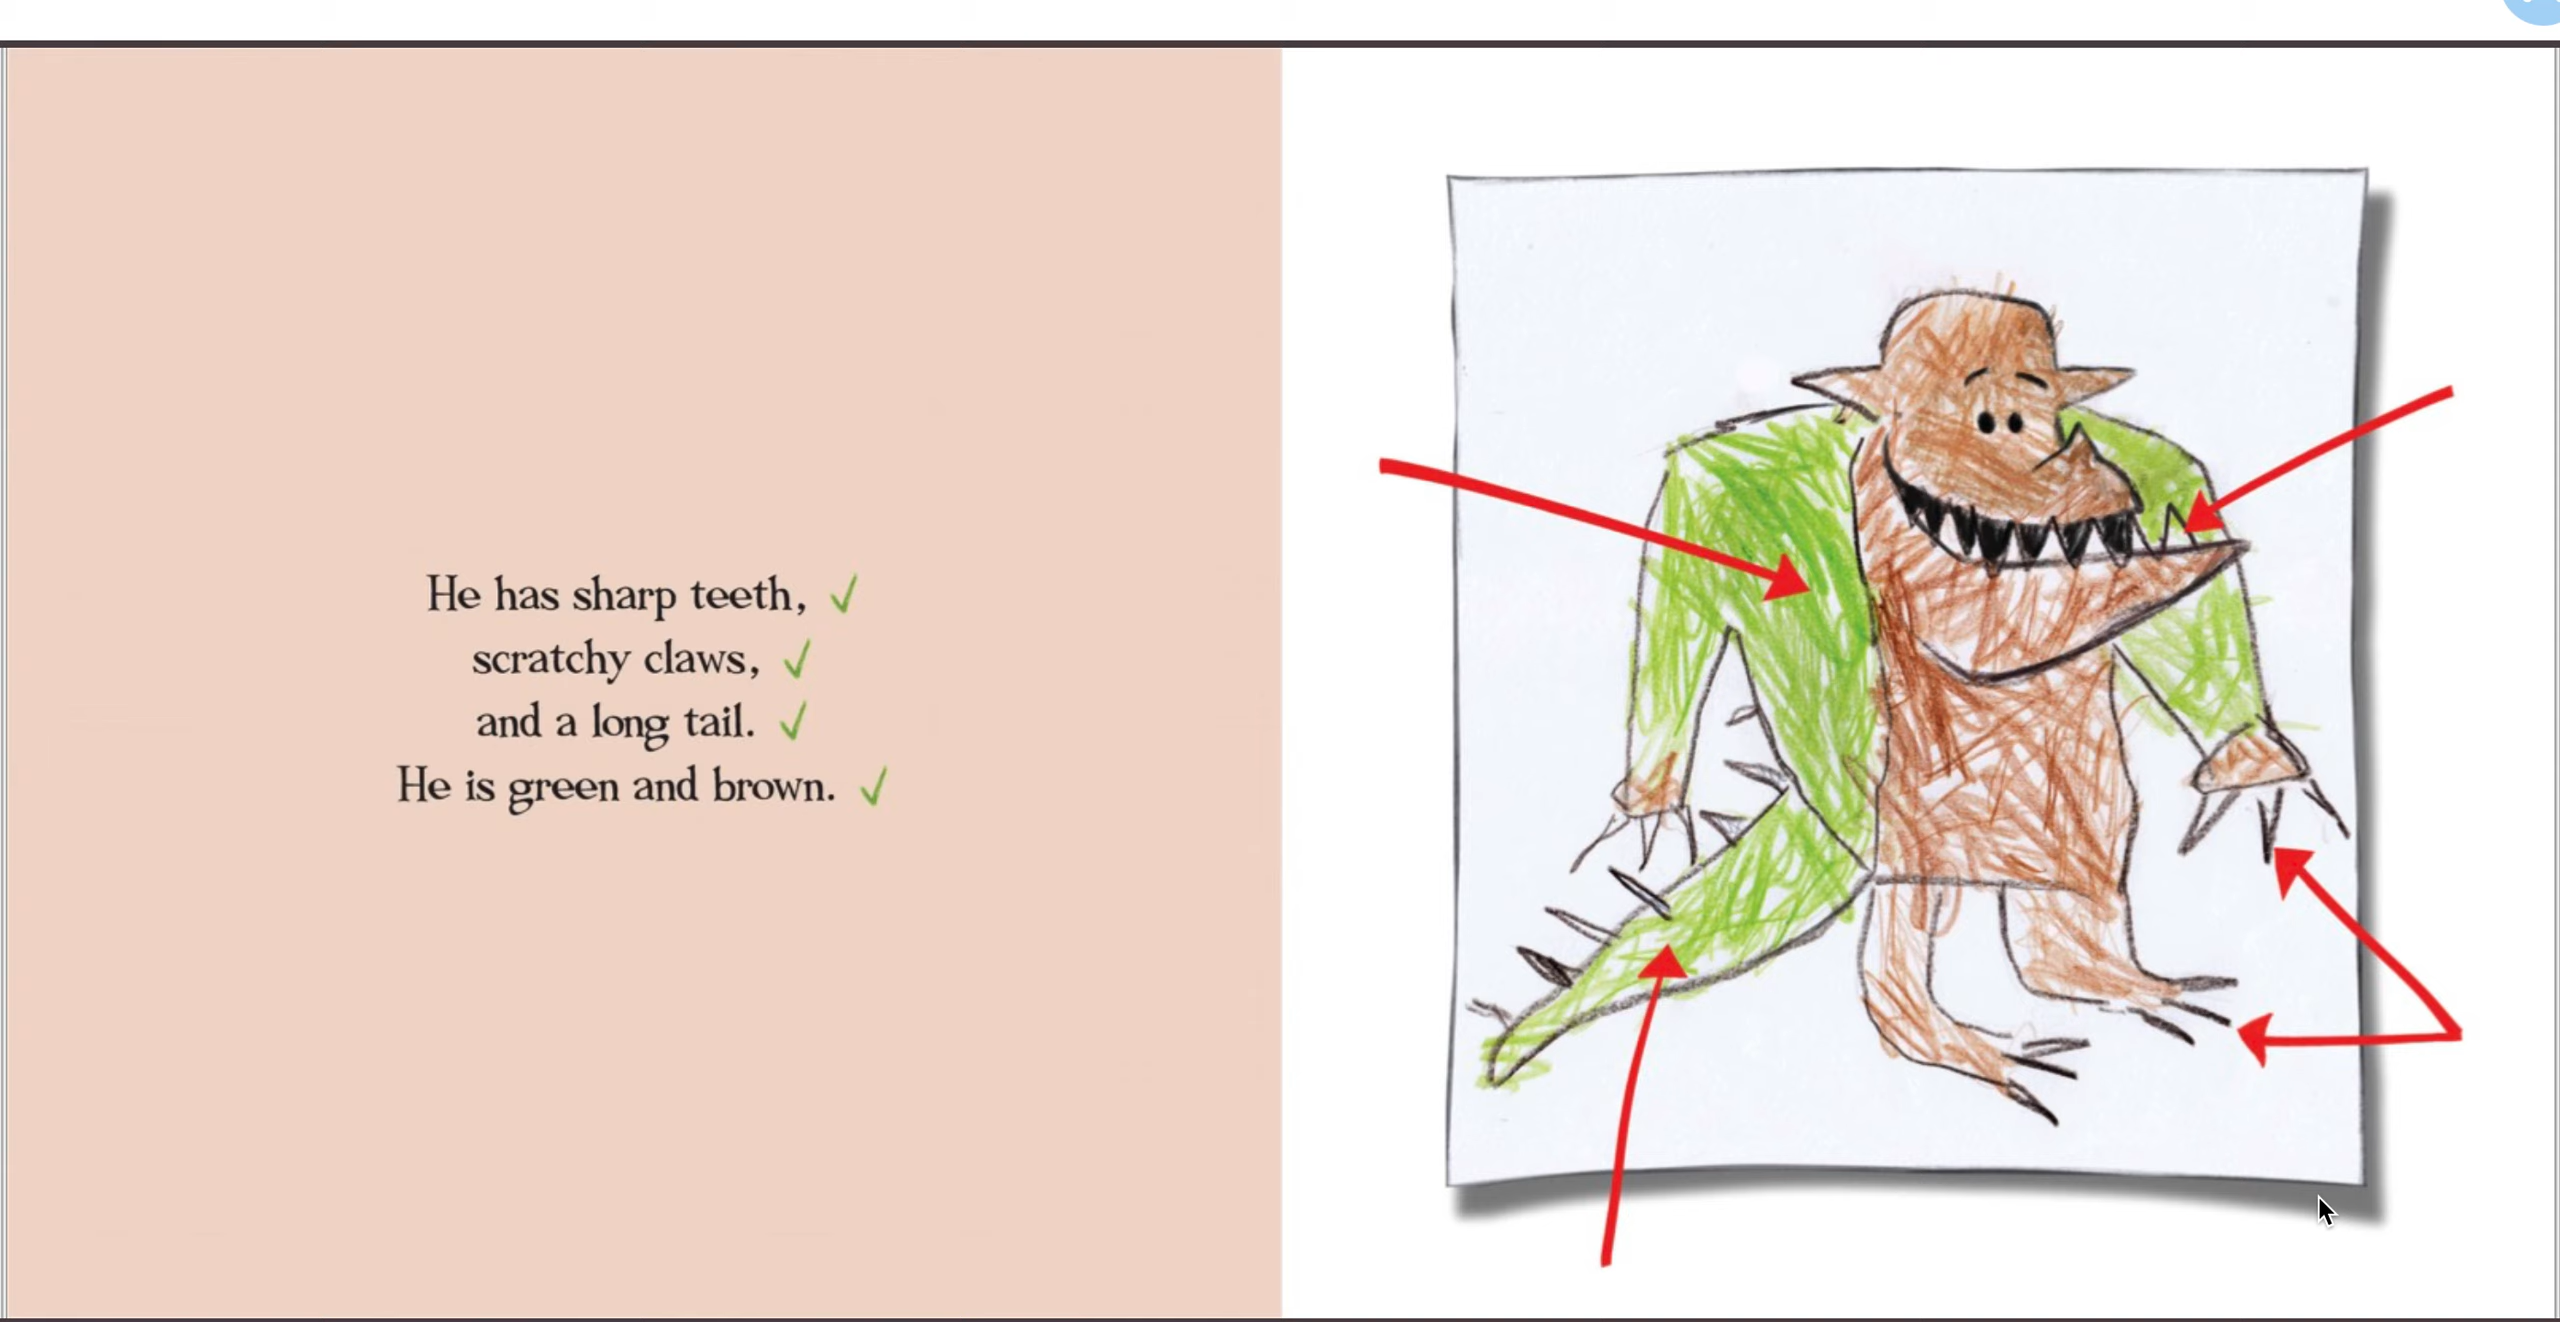 He has sharp teeth, ✓
scratchy claws, ✓
and a long tail. ✓
He is green and brown. ✓